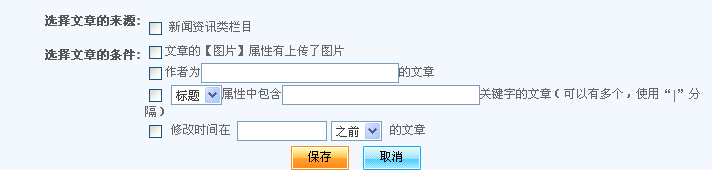 选择文章的来源: 新闻资讯类栏目
选择文章的条件: 文章的【图片】属性有上传了图片
作者为 的文章
标题 属性中包含 关键字的文章(可以有多个，使用“|”分
隔)
修改时间在 之前 的文章
保存 取消